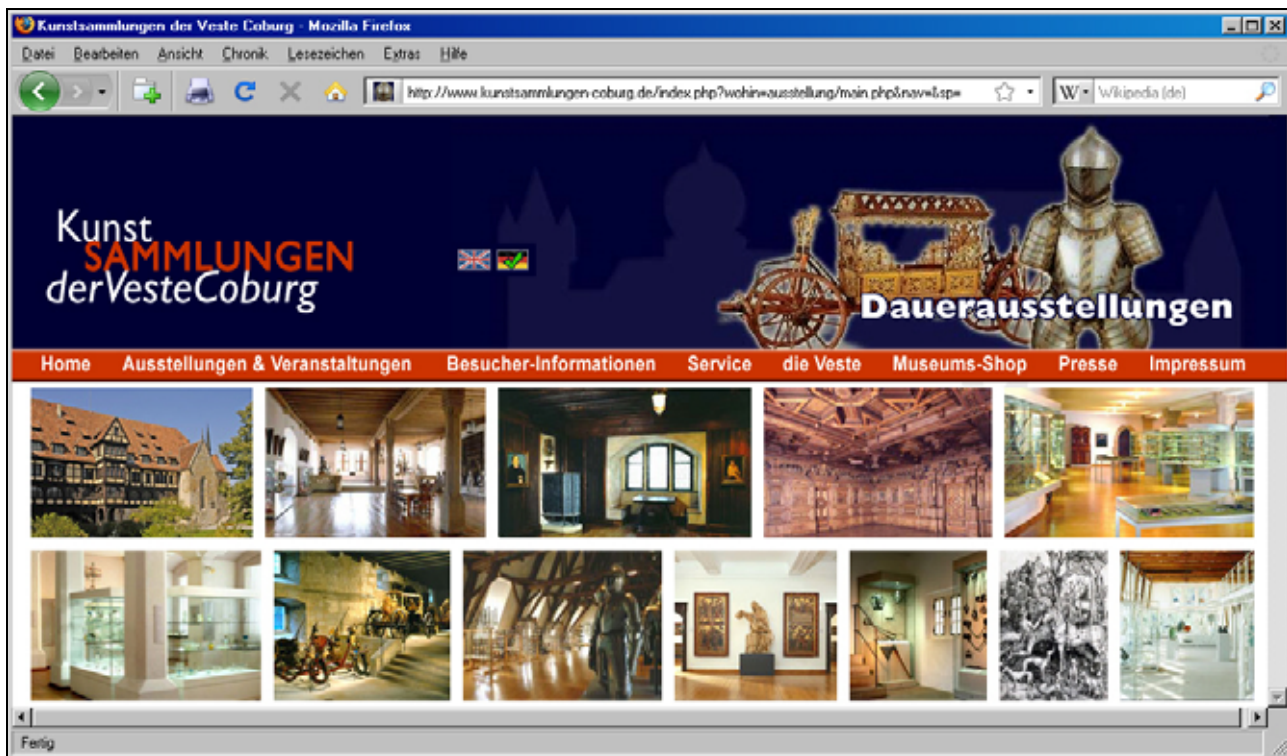 Kunstsammlungen der Veste Coburg - Mozilla Firefox
Datei Bearbeiten Ansicht Chronik Lesezeichen Extras Hilfe
http://www.kunstsammlungen-coburg.de/index.php?wohin=ausstellung/main.php&nav=&sp= W Wikipedia (de)
Kunst
SAMMLUNGEN
derVesteCoburg
Dauerausstellungen
Home Ausstellungen & Veranstaltungen Besucher-Informationen Service die Veste Museums-Shop Presse Impressum
Fertig